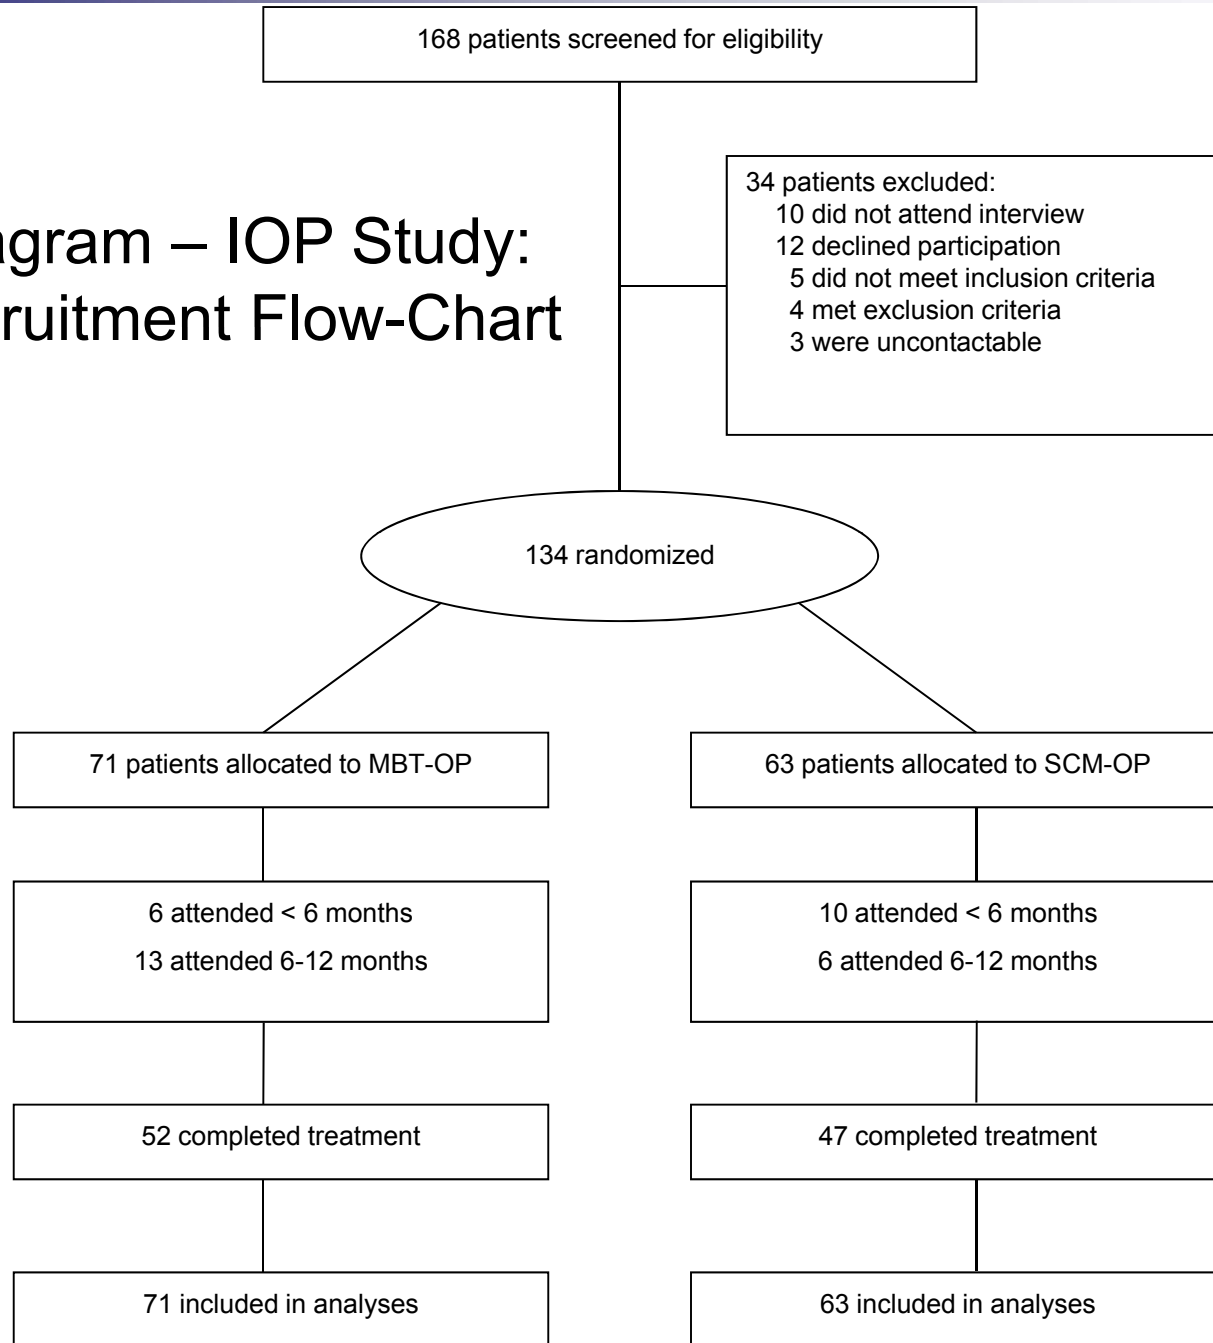 168 patients screened for eligibility
34 patients excluded:
10 did not attend interview
12 declined participation
5 did not meet inclusion criteria
4 met exclusion criteria
3 were uncontactable
agram – IOP Study:
ruitment Flow-Chart
134 randomized
71 patients allocated to MBT-OP
63 patients allocated to SCM-OP
6 attended < 6 months
13 attended 6-12 months
10 attended < 6 months
6 attended 6-12 months
52 completed treatment
47 completed treatment
71 included in analyses
63 included in analyses